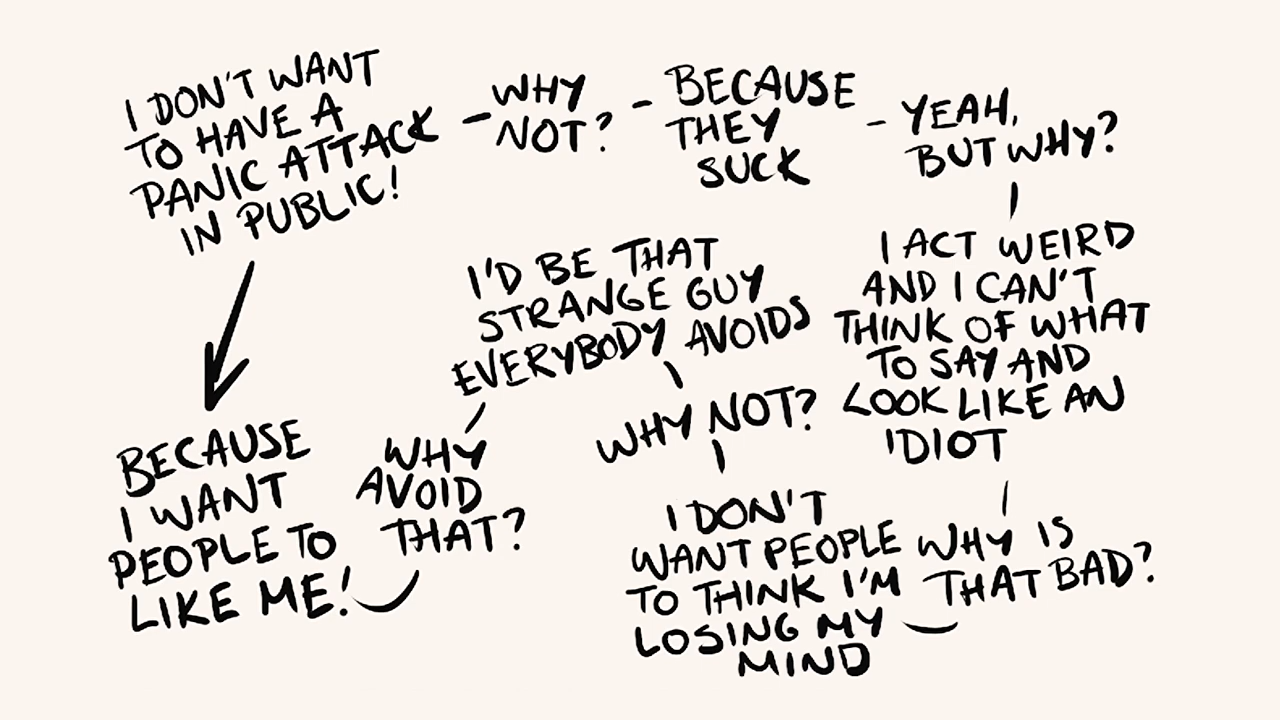 I DON'T WANT
TO HAVE A
PANIC ATTACK
IN PUBLIC!
- WHY
NOT?
- BECAUSE
THEY
SUCK
- YEAH,
BUT WHY?
I ACT WEIRD
AND I CAN'T
THINK OF WHAT
TO SAY AND
LOOK LIKE AN
IDIOT
WHY IS
THAT BAD?
I DON'T
WANT PEOPLE
TO THINK I'M
LOSING MY
MIND
WHY NOT?
I'D BE THAT
STRANGE GUY
EVERYBODY AVOIDS
WHY
AVOID
THAT?
BECAUSE
I WANT
PEOPLE TO
LIKE ME!